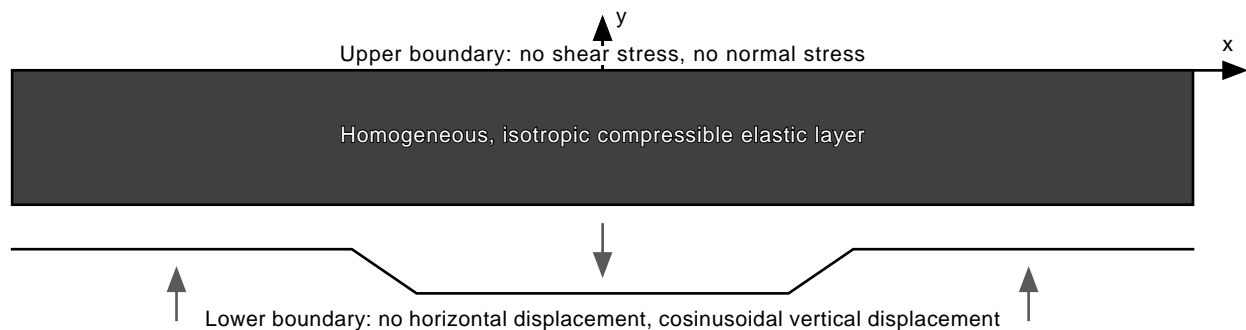 y
Upper boundary: no shear stress, no normal stress
x
Homogeneous, isotropic compressible elastic layer
Lower boundary: no horizontal displacement, cosinusoidal vertical displacement